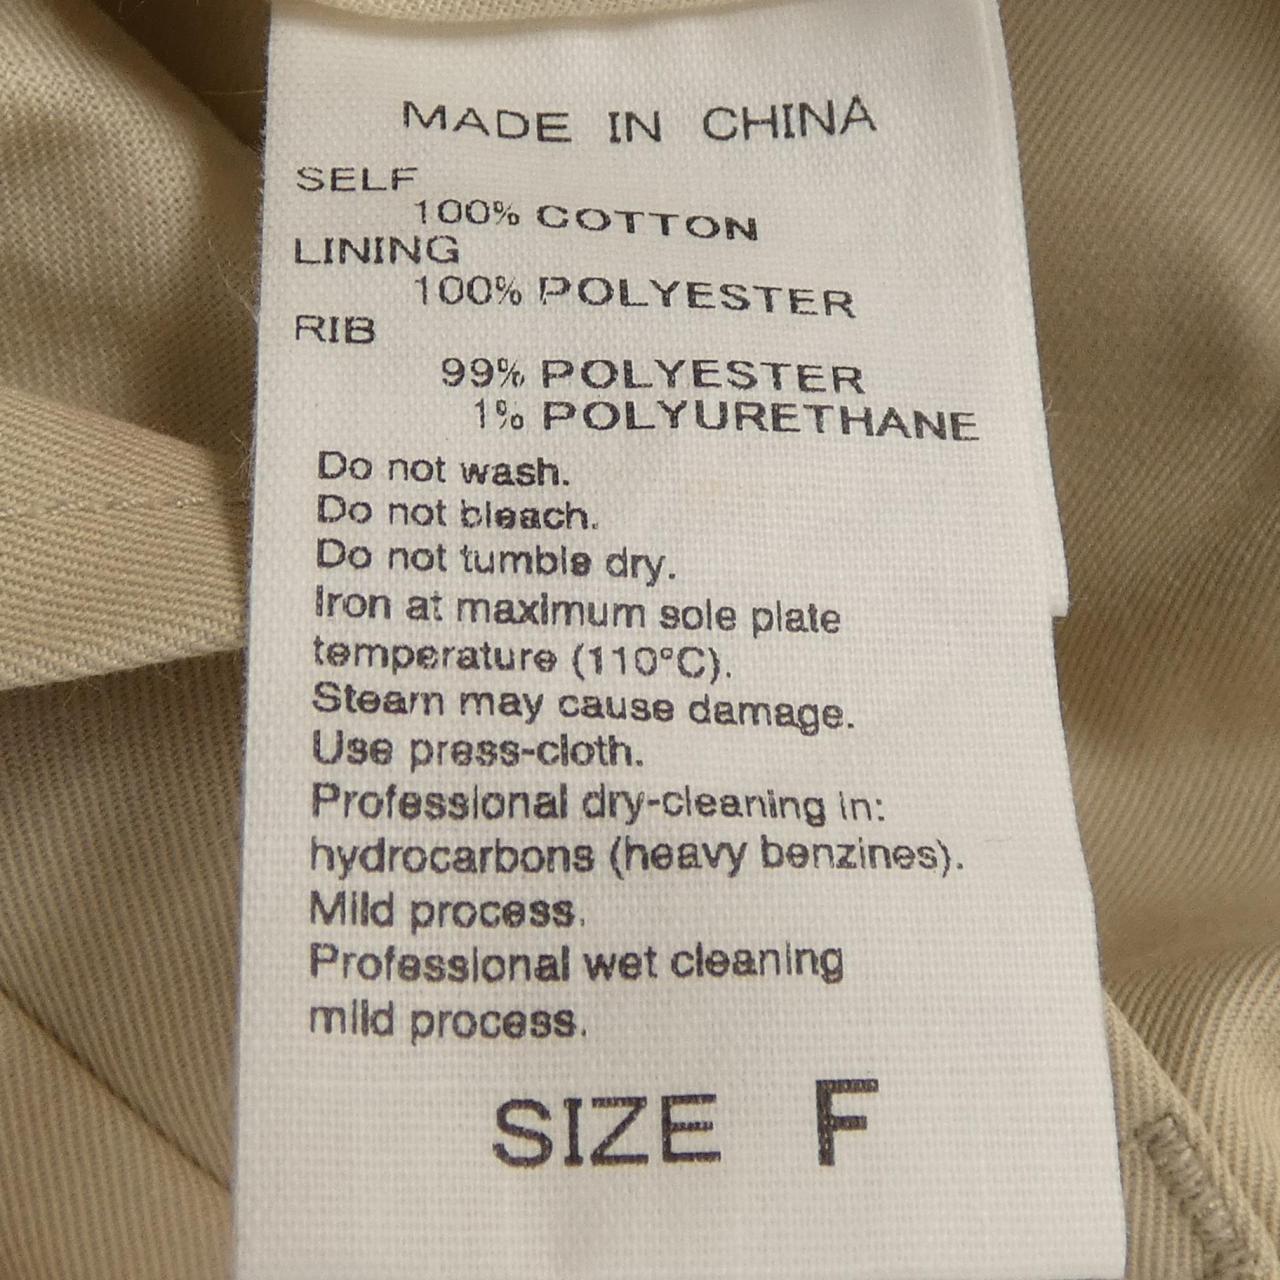 MADE IN CHINA
SELF
100% COTTON
LINING
100% POLYESTER
RIB
99% POLYESTER
1% POLYURETHANE
Do not wash.
Do not bleach.
Do not tumble dry.
Iron at maximum sole plate
temperature (110°C).
Steam may cause damage.
Use press-cloth.
Professional dry-cleaning in:
hydrocarbons (heavy benzines).
Mild process.
Professional wet cleaning
mild process.
SIZE F